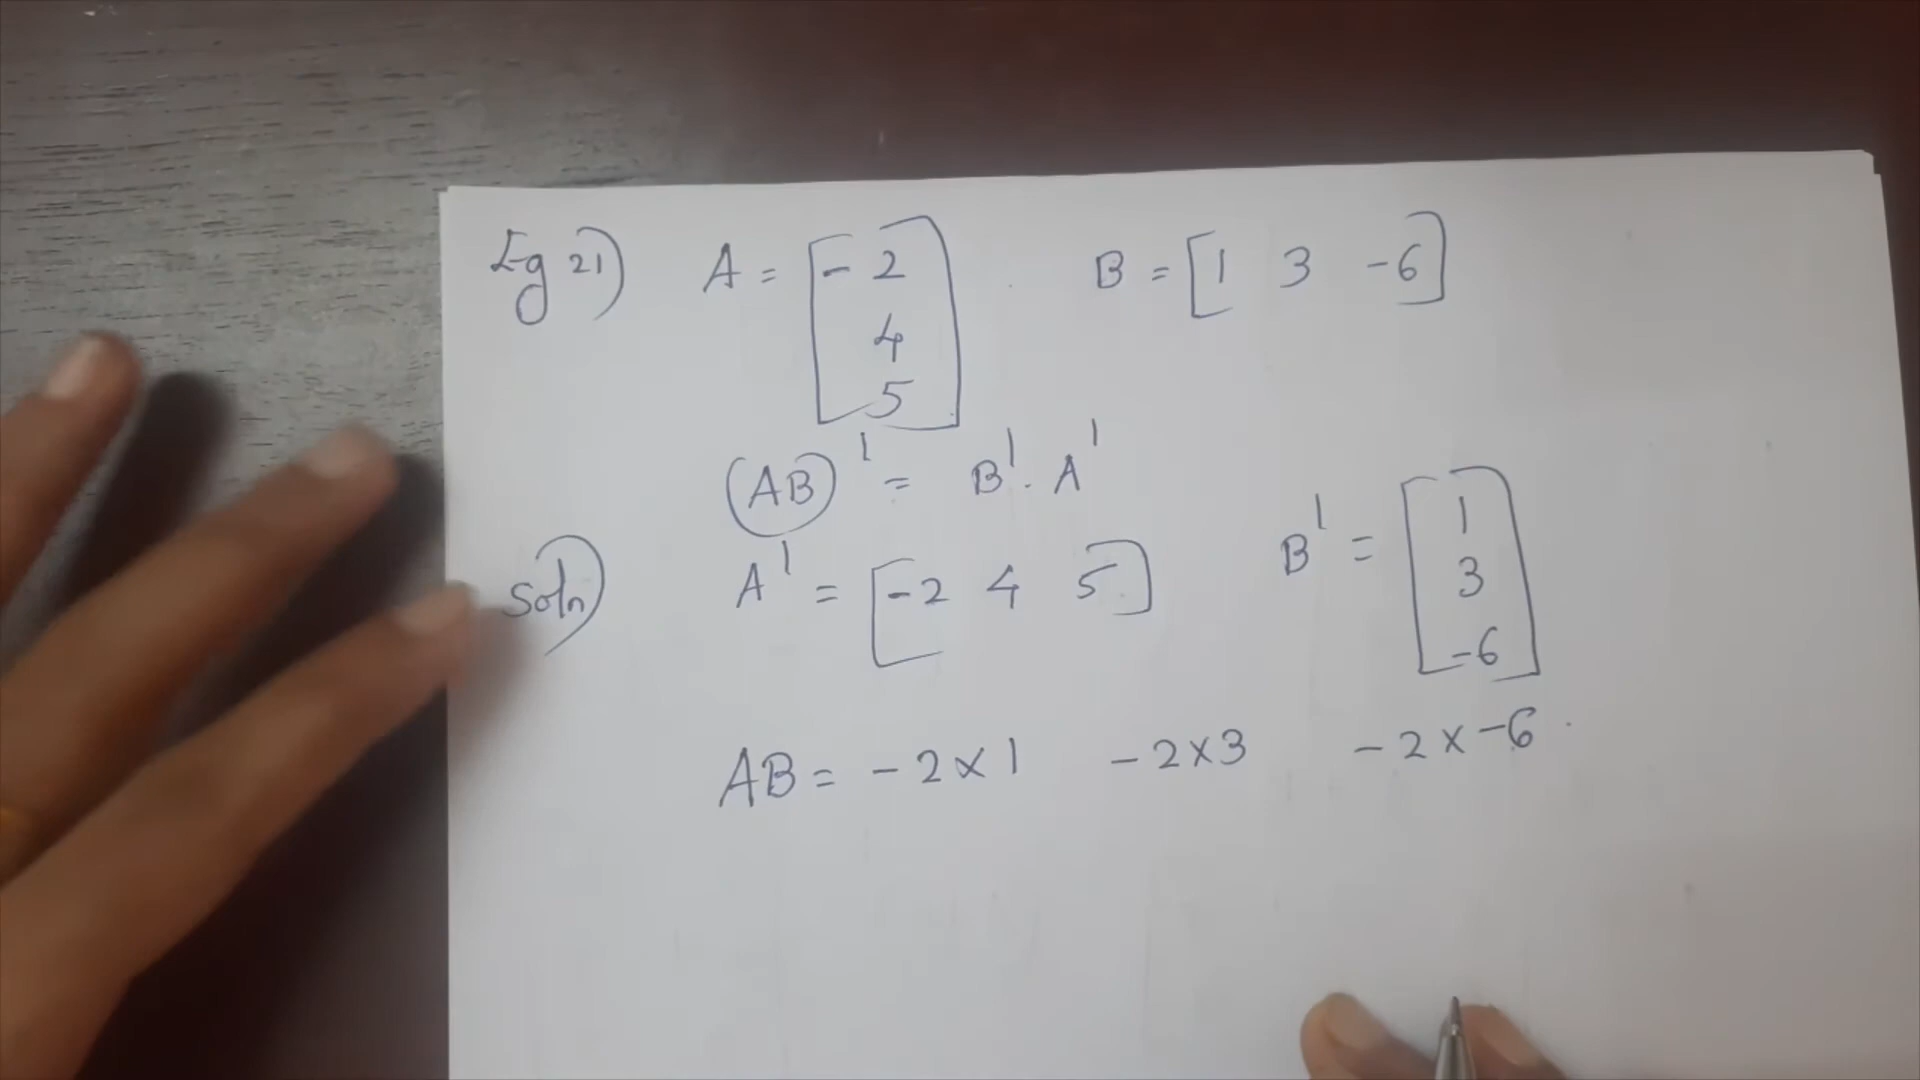 Eg 21) A = [-2 B = [1 3 -6]
4
5]
(AB)' = B' . A'
Soln) A' = [-2 4 5] B' = [1
3
-6]
AB = -2×1 -2×3 -2×-6